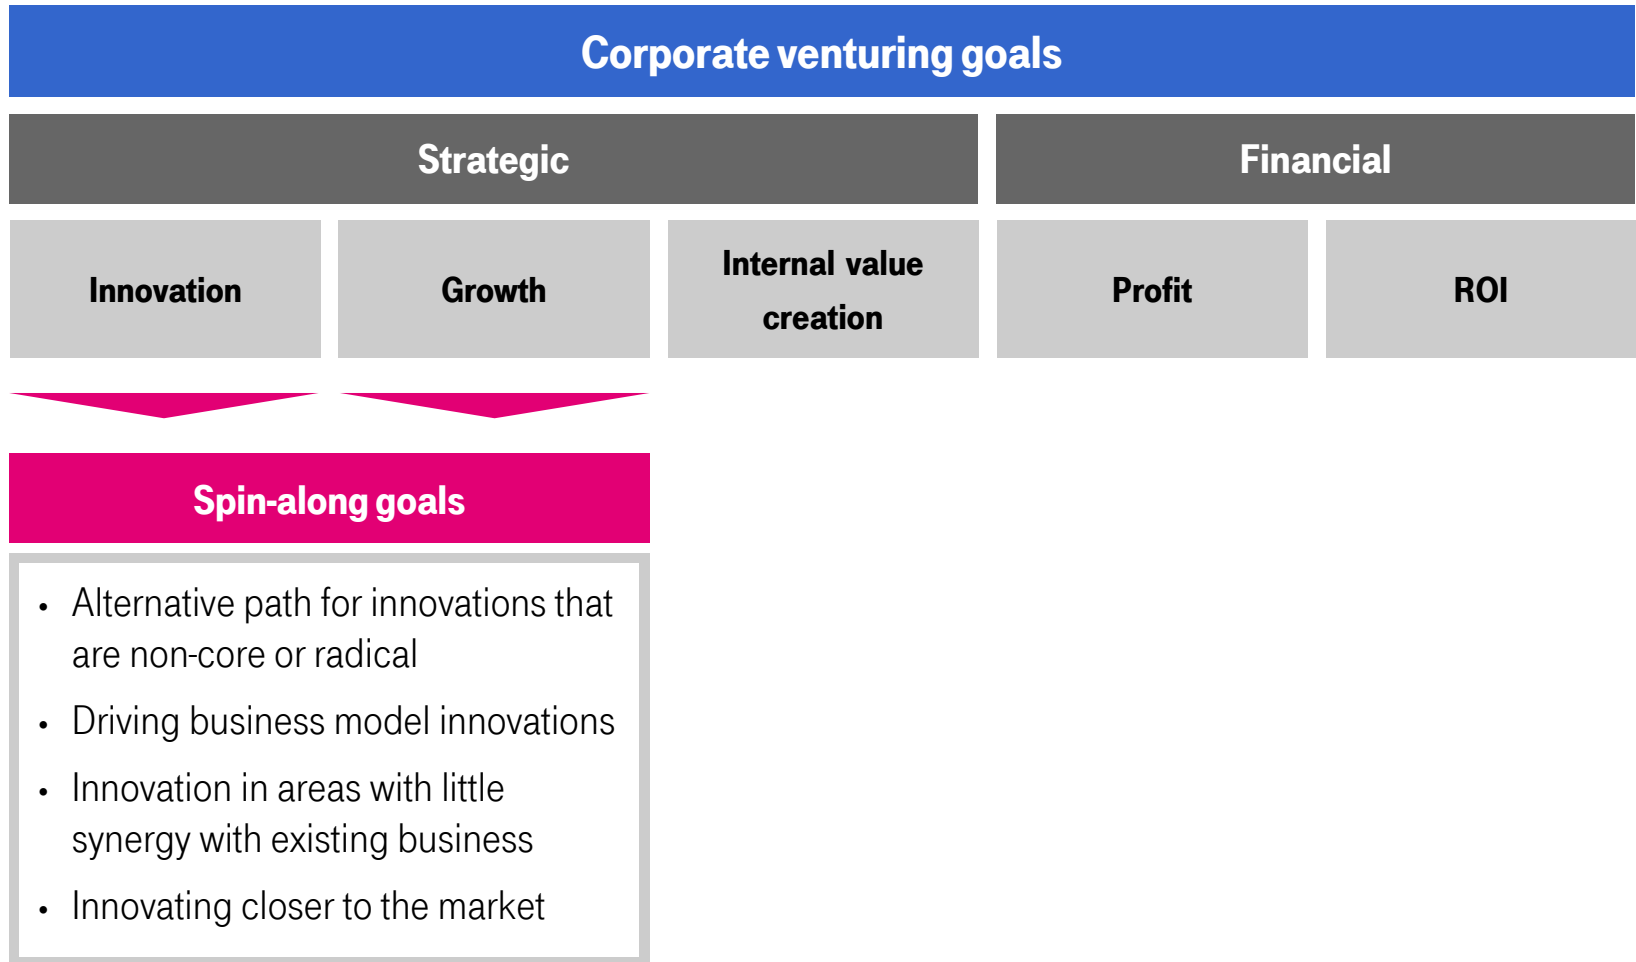 Corporate venturing goals
Strategic
Financial
Innovation
Growth
Internal value
creation
Profit
ROI
Spin-along goals
• Alternative path for innovations that
are non-core or radical
• Driving business model innovations
• Innovation in areas with little
synergy with existing business
• Innovating closer to the market